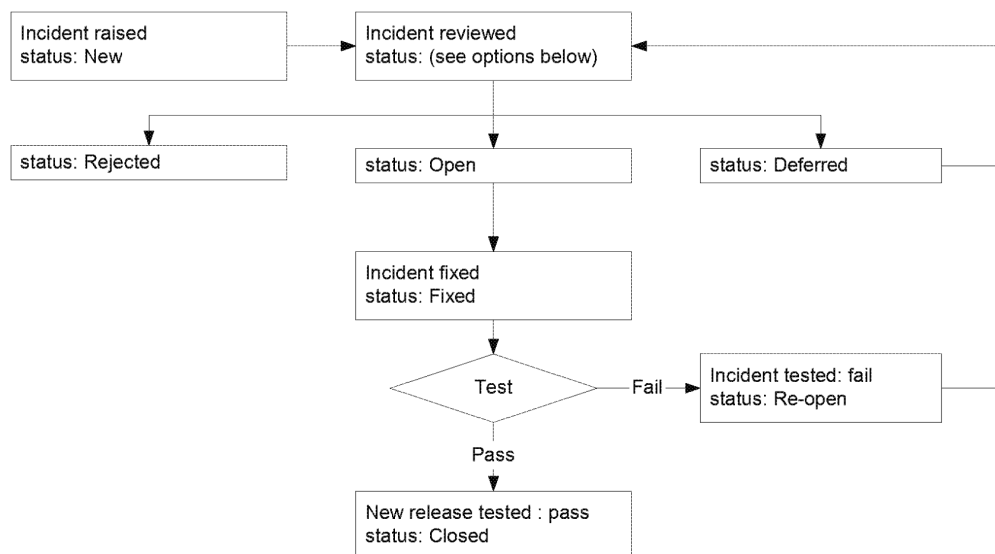 Incident raised
status: New
Incident reviewed
status: (see options below)
status: Rejected
status: Open
status: Deferred
Incident fixed
status: Fixed
Test
Fail
Incident tested: fail
status: Re-open
Pass
New release tested : pass
status: Closed